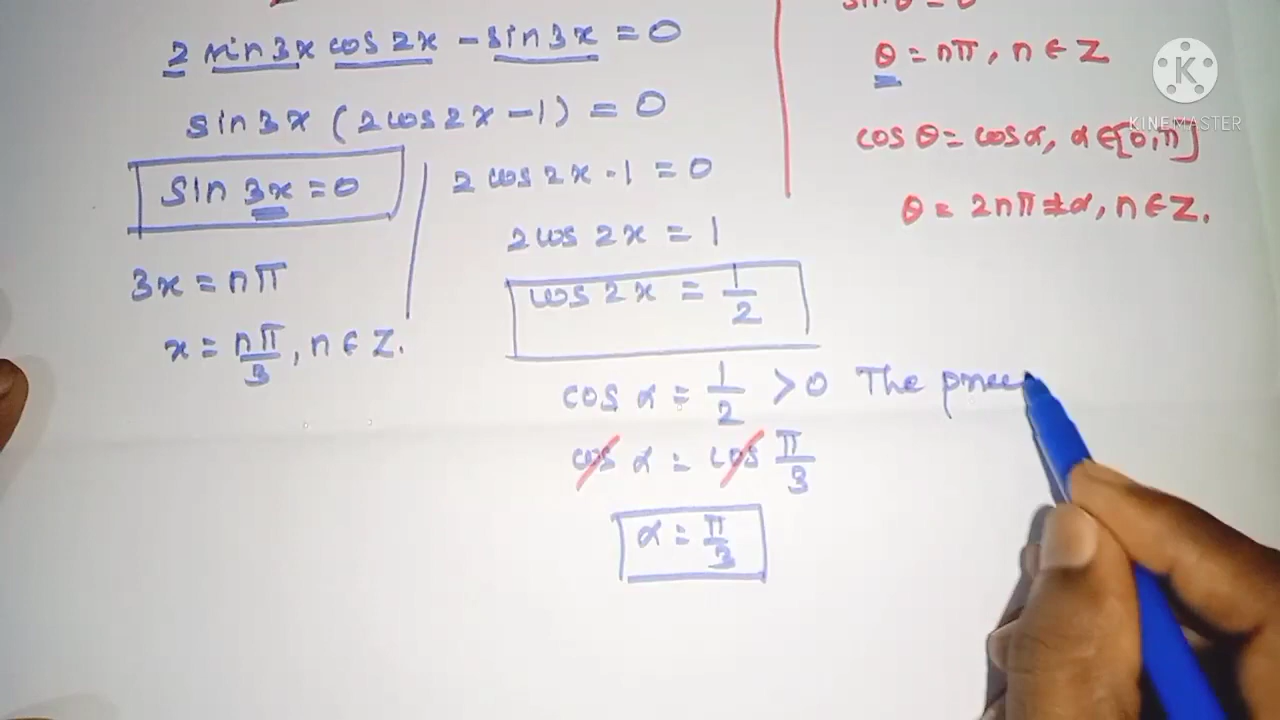 2 sin 3x cos 2x - sin 3x = 0
sin 3x (2 cos 2x - 1) = 0
sin 3x = 0
3x = nπ
x = nπ/3, n ∈ Z.
2 cos 2x - 1 = 0
2 cos 2x = 1
cos 2x = 1/2
cos α = 1/2 > 0 The
cos α = cos π/3
α = π/3
sin θ = 0
θ = nπ, n ∈ Z
cos θ = cos α, α ∈ [0, π]
θ = 2nπ ± α, n ∈ Z.
K
KINEMASTER